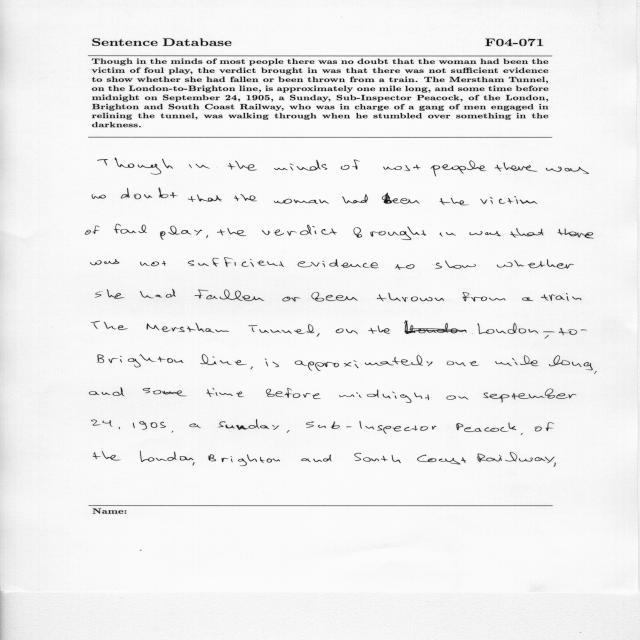 Sentence Database F04-071
Though in the minds of most people there was no doubt that the woman had been the
victim of foul play, the verdict brought in was that there was not sufficient evidence
to show whether she had fallen or been thrown from a train. The Merstham Tunnel,
on the London-to-Brighton line, is approximately one mile long, and some time before
midnight on September 24, 1905, a Sunday, Sub-Inspector Peacock, of the London,
Brighton and South Coast Railway, who was in charge of a gang of men engaged in
relining the tunnel, was walking through when he stumbled over something in the
darkness.
Though in the minds of most people there was
no doubt that the woman had been the victim
of foul play, the verdict brought in was that there
was not sufficient evidence to show whether
she had fallen or been thrown from a train
The Merstham Tunnel, on the London London-to-
Brighton line, is approximately one mile long,
and some time before midnight on september
24, 1905, a Sunday, Sub-Inspector Peacock, of
the London, Brighton and South Coast Railway,
Name: